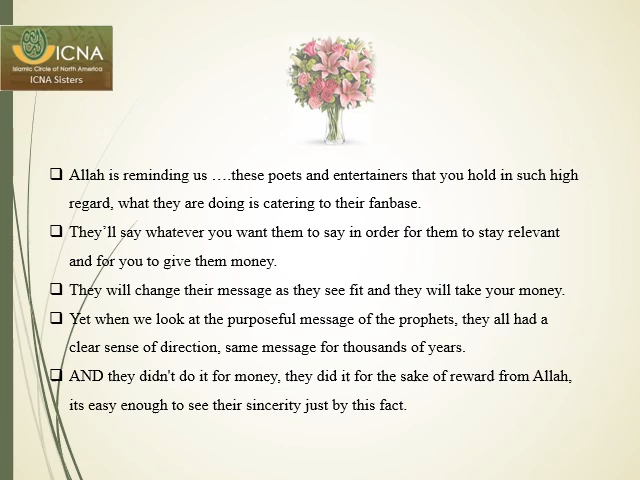 ICNA
Islamic Circle of North America
ICNA Sisters
Allah is reminding us ….these poets and entertainers that you hold in such high
regard, what they are doing is catering to their fanbase.
They’ll say whatever you want them to say in order for them to stay relevant
and for you to give them money.
They will change their message as they see fit and they will take your money.
Yet when we look at the purposeful message of the prophets, they all had a
clear sense of direction, same message for thousands of years.
AND they didn't do it for money, they did it for the sake of reward from Allah,
its easy enough to see their sincerity just by this fact.